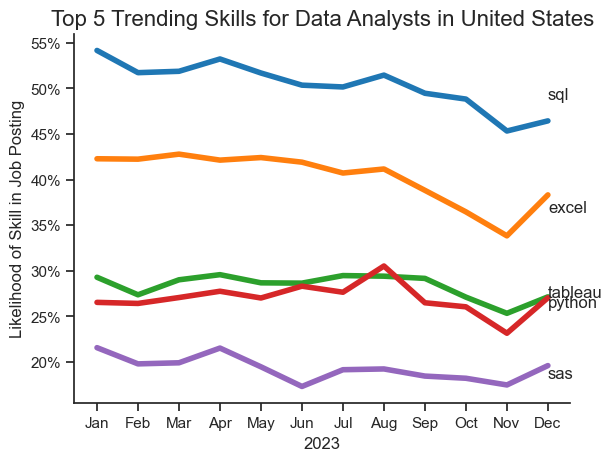 Top 5 Trending Skills for Data Analysts in United States
Likelihood of Skill in Job Posting
55%
50%
45%
40%
35%
30%
25%
20%
sql
excel
tableau
python
sas
Jan Feb Mar Apr May Jun Jul Aug Sep Oct Nov Dec
2023